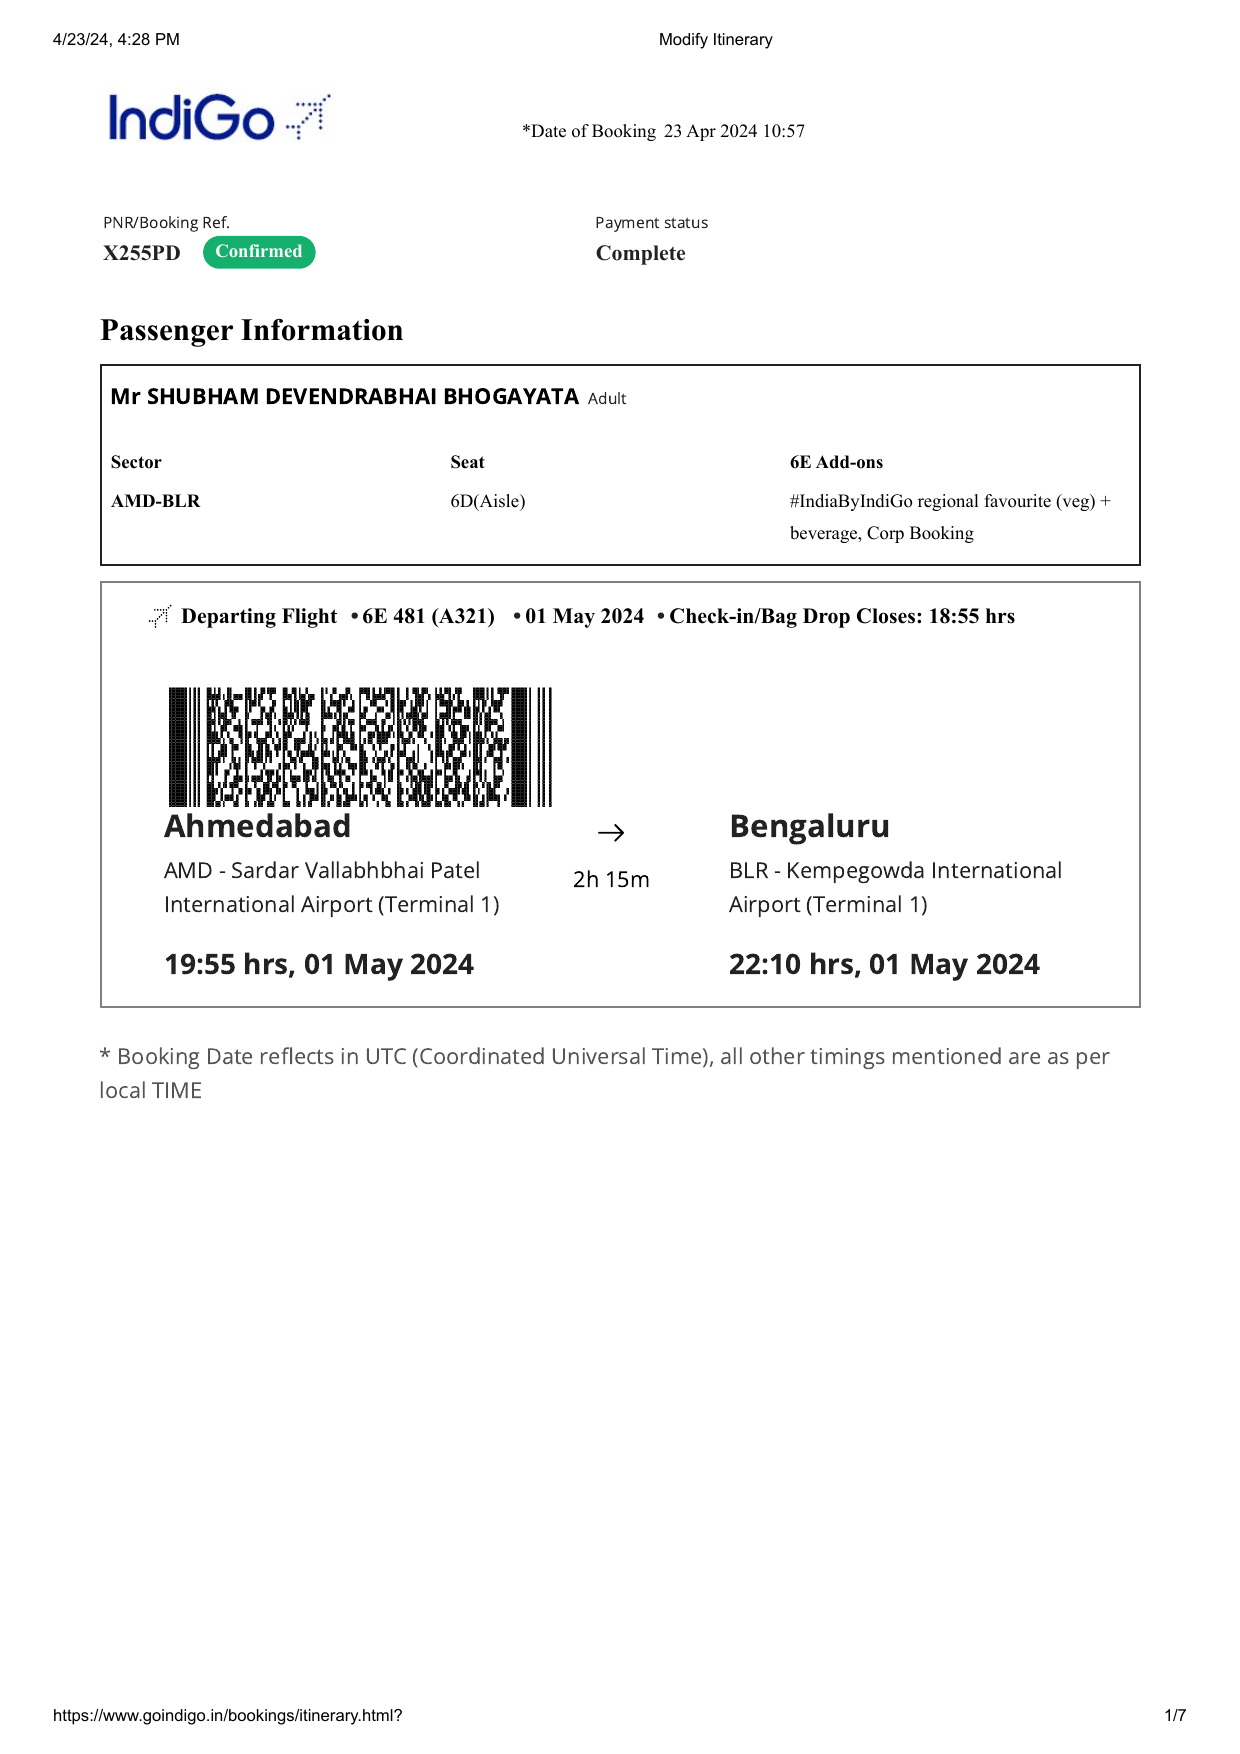 4/23/24, 4:28 PM Modify Itinerary
IndiGo
*Date of Booking 23 Apr 2024 10:57
PNR/Booking Ref. Payment status
X255PD Confirmed Complete
Passenger Information
Mr SHUBHAM DEVENDRABHAI BHOGAYATA Adult
Sector Seat 6E Add-ons
AMD-BLR 6D(Aisle) #IndiaByIndiGo regional favourite (veg) +
beverage, Corp Booking
Departing Flight • 6E 481 (A321) • 01 May 2024 • Check-in/Bag Drop Closes: 18:55 hrs
Ahmedabad → Bengaluru
AMD - Sardar Vallabhbhai Patel 2h 15m BLR - Kempegowda International
International Airport (Terminal 1) Airport (Terminal 1)
19:55 hrs, 01 May 2024 22:10 hrs, 01 May 2024
* Booking Date reflects in UTC (Coordinated Universal Time), all other timings mentioned are as per
local TIME
https://www.goindigo.in/bookings/itinerary.html? 1/7